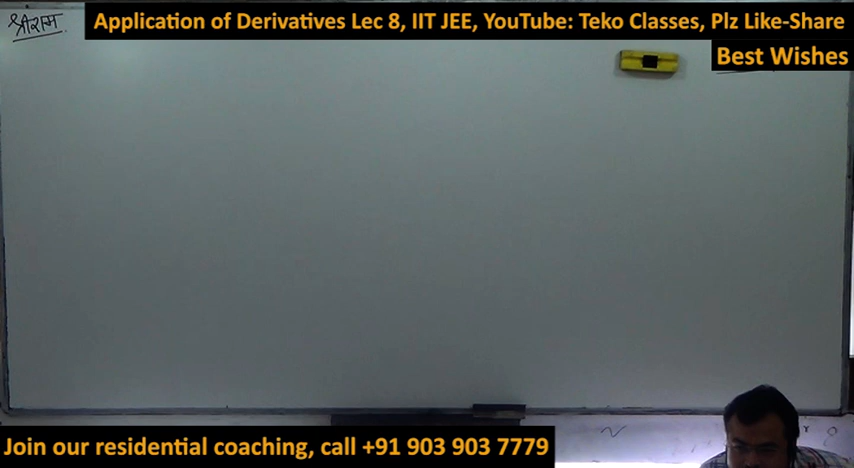 श्रीराम
Application of Derivatives Lec 8, IIT JEE, YouTube: Teko Classes, Plz Like-Share
Best Wishes
Join our residential coaching, call +91 903 903 7779